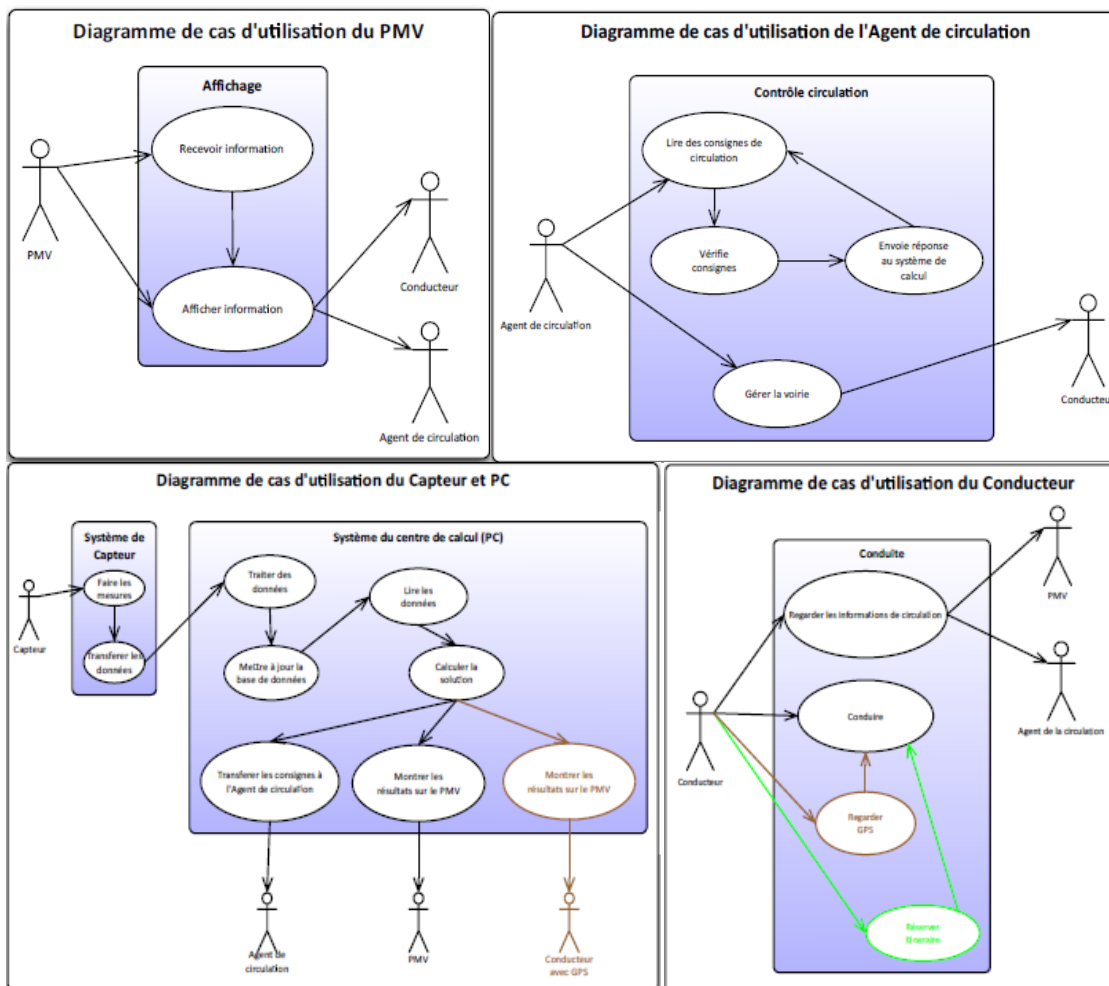 Diagramme de cas d'utilisation du PMV
Affichage
Recevoir information
PMV
Afficher information
Conducteur
Agent de circulation
Diagramme de cas d'utilisation de l'Agent de circulation
Contrôle circulation
Lire des consignes de
circulation
Vérifie
consignes
Envoie réponse
au système de
calcul
Agent de circulation
Gérer la voirie
Conducteur
Diagramme de cas d'utilisation du Capteur et PC
Système de
Capteur
Faire les
mesures
Capteur
Transferer les
données
Système du centre de calcul (PC)
Traiter des
données
Lire les
données
Mettre à jour la
base de données
Calculer la
solution
Transferer les consignes à
l'Agent de circulation
Montrer les
résultats sur le PMV
Montrer les
résultats sur le PMV
Agent de
circulation
PMV
Conducteur
avec GPS
Diagramme de cas d'utilisation du Conducteur
Conduite
Regarder les informations de circulation
PMV
Agent de la circulation
Conduire
Conducteur
Regarder
GPS
Réserver
Itineraire